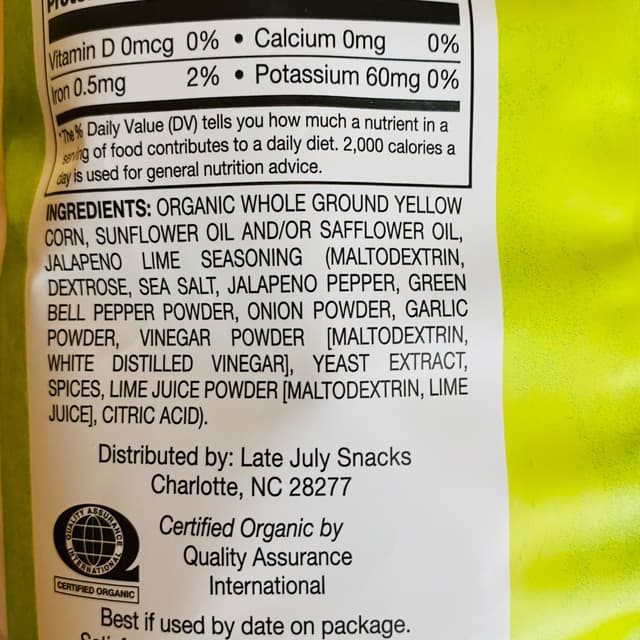 Vitamin D 0mcg 0% • Calcium 0mg 0%
Iron 0.5mg 2% • Potassium 60mg 0%
*The % Daily Value (DV) tells you how much a nutrient in a
serving of food contributes to a daily diet. 2,000 calories a
day is used for general nutrition advice.
INGREDIENTS: ORGANIC WHOLE GROUND YELLOW
CORN, SUNFLOWER OIL AND/OR SAFFLOWER OIL,
JALAPENO LIME SEASONING (MALTODEXTRIN,
DEXTROSE, SEA SALT, JALAPENO PEPPER, GREEN
BELL PEPPER POWDER, ONION POWDER, GARLIC
POWDER, VINEGAR POWDER [MALTODEXTRIN,
WHITE DISTILLED VINEGAR], YEAST EXTRACT,
SPICES, LIME JUICE POWDER [MALTODEXTRIN, LIME
JUICE], CITRIC ACID).
Distributed by: Late July Snacks
Charlotte, NC 28277
QUALITY ASSURANCE
INTERNATIONAL
CERTIFIED ORGANIC
Certified Organic by
Quality Assurance
International
Best if used by date on package.